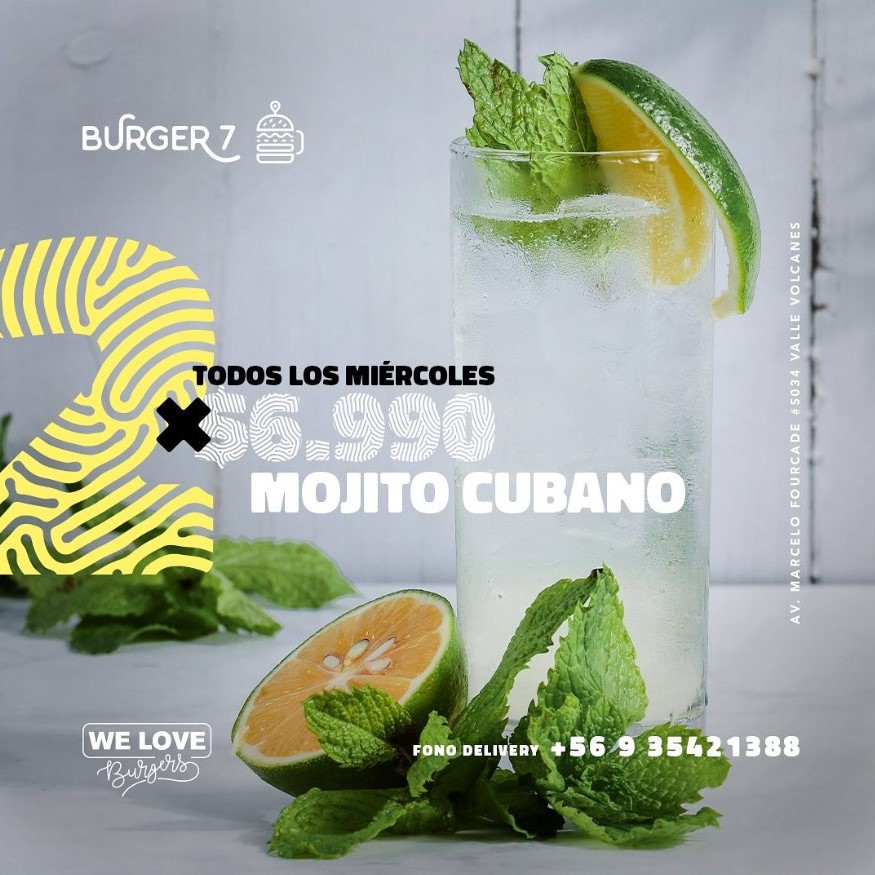 BURGER 7
2
TODOS LOS MIÉRCOLES
x$6.990
MOJITO CUBANO
AV. MARCELO FOURCADE #5034 VALLE VOLCANES
WE LOVE
Burgers
FONO DELIVERY +56 9 35421388